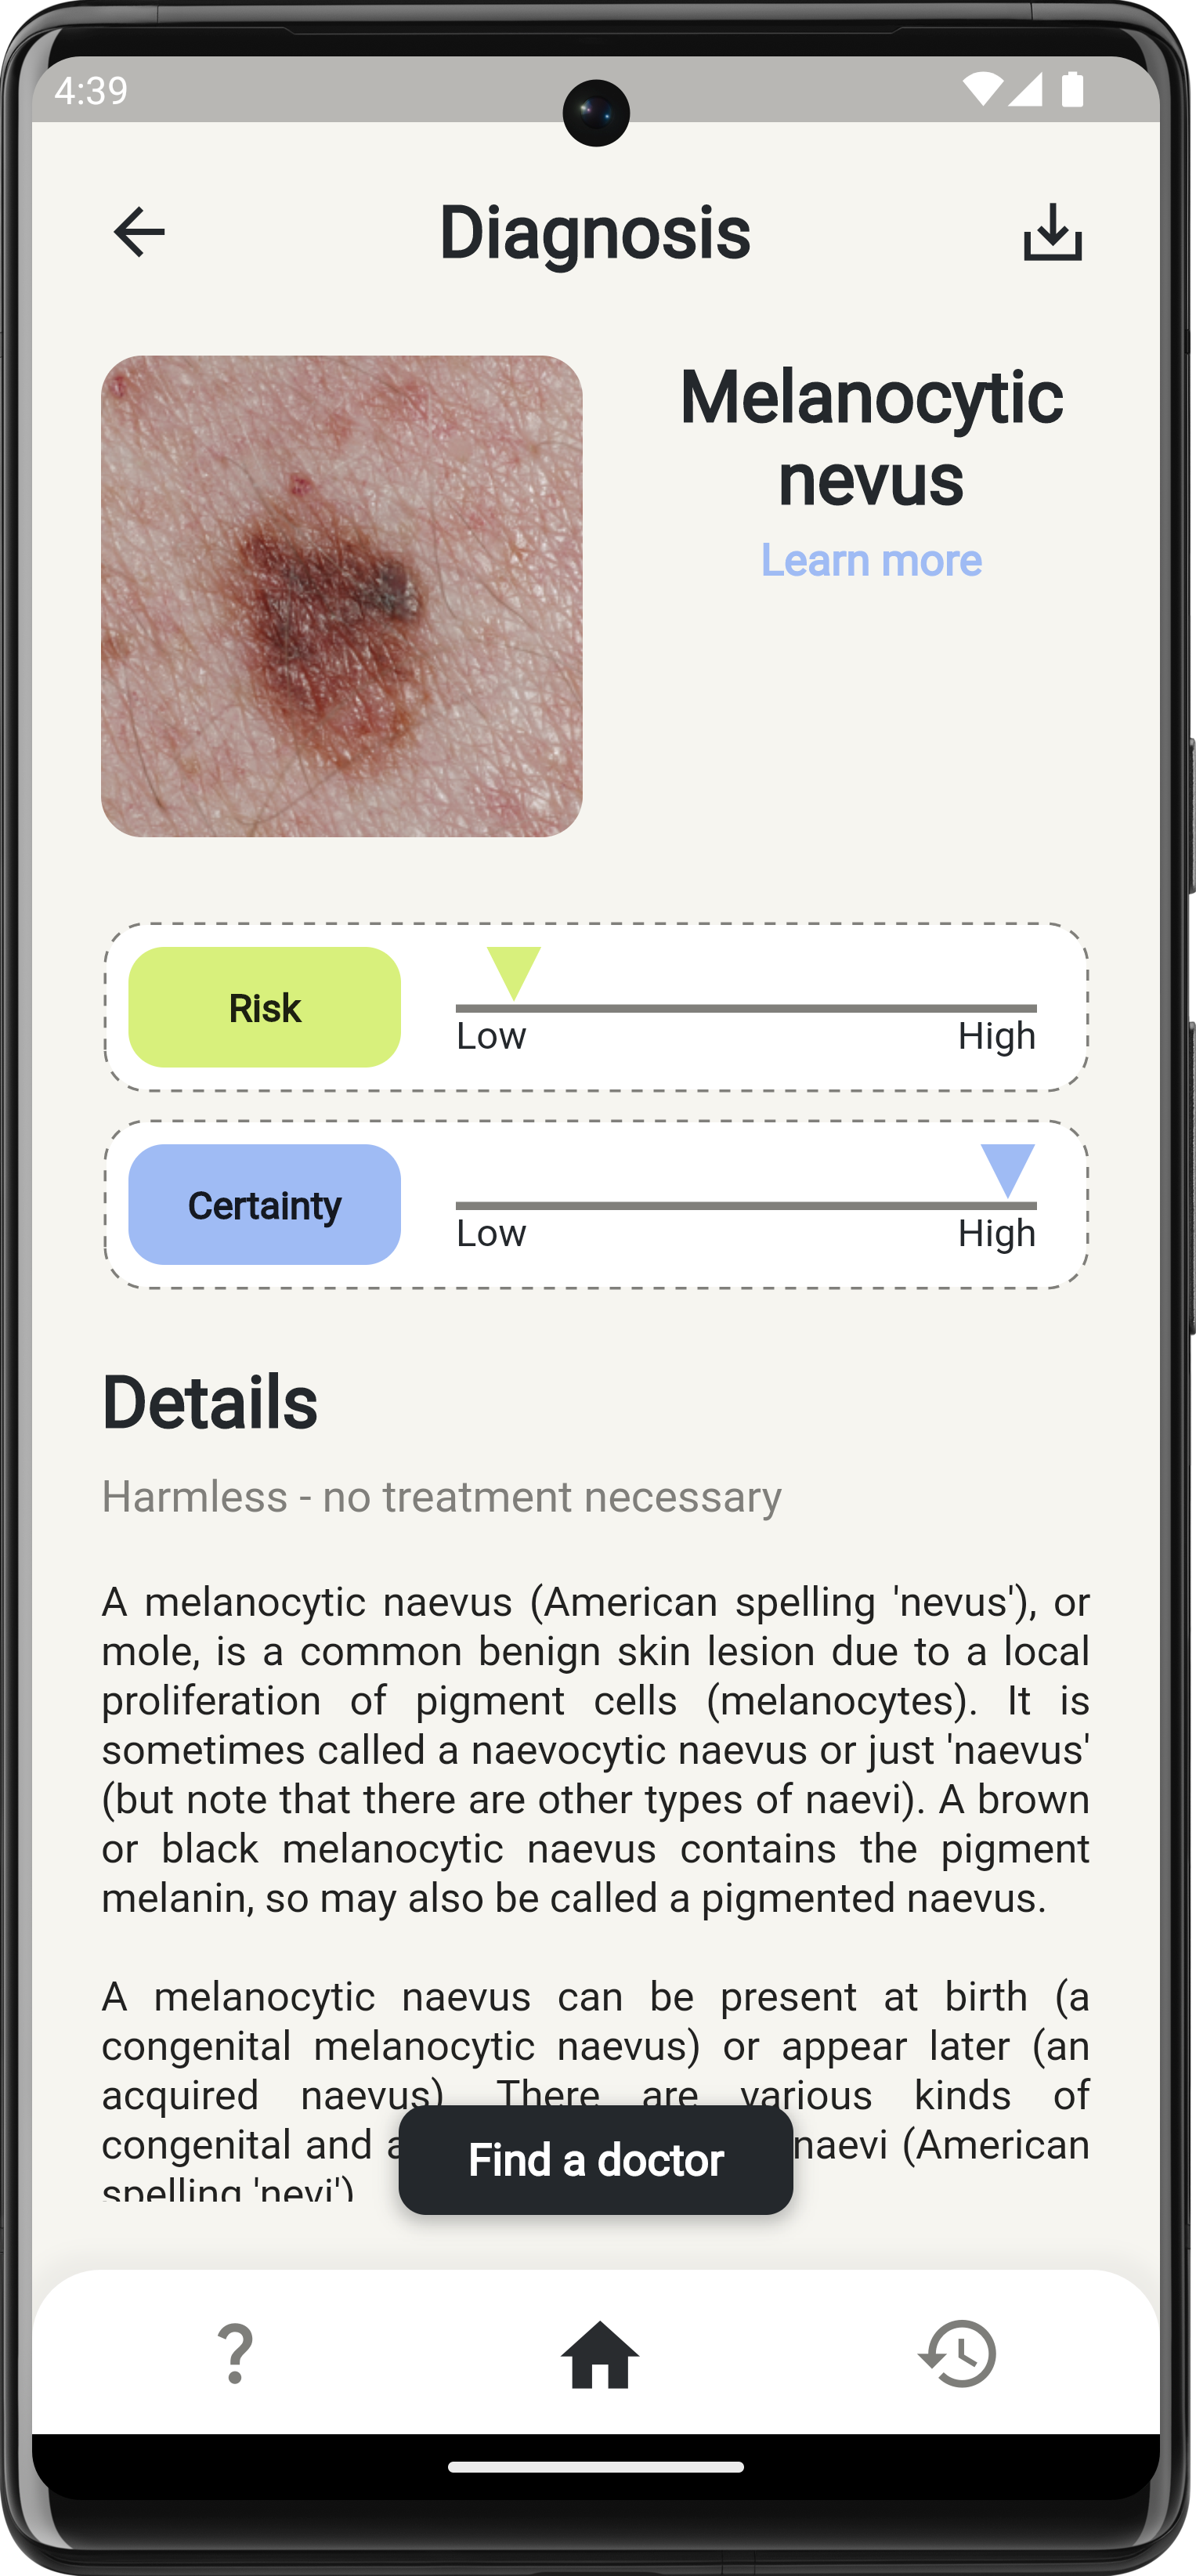 4:39
Diagnosis
Melanocytic
nevus
Learn more
Risk
Low High
Certainty
Low High
Details
Harmless - no treatment necessary
A melanocytic naevus (American spelling 'nevus'), or
mole, is a common benign skin lesion due to a local
proliferation of pigment cells (melanocytes). It is
sometimes called a naevocytic naevus or just 'naevus'
(but note that there are other types of naevi). A brown
or black melanocytic naevus contains the pigment
melanin, so may also be called a pigmented naevus.
A melanocytic naevus can be present at birth (a
congenital melanocytic naevus) or appear later (an
acquired naevus). There are various kinds of
congenital and naevi (American
spelling 'nevi')
Find a doctor
?